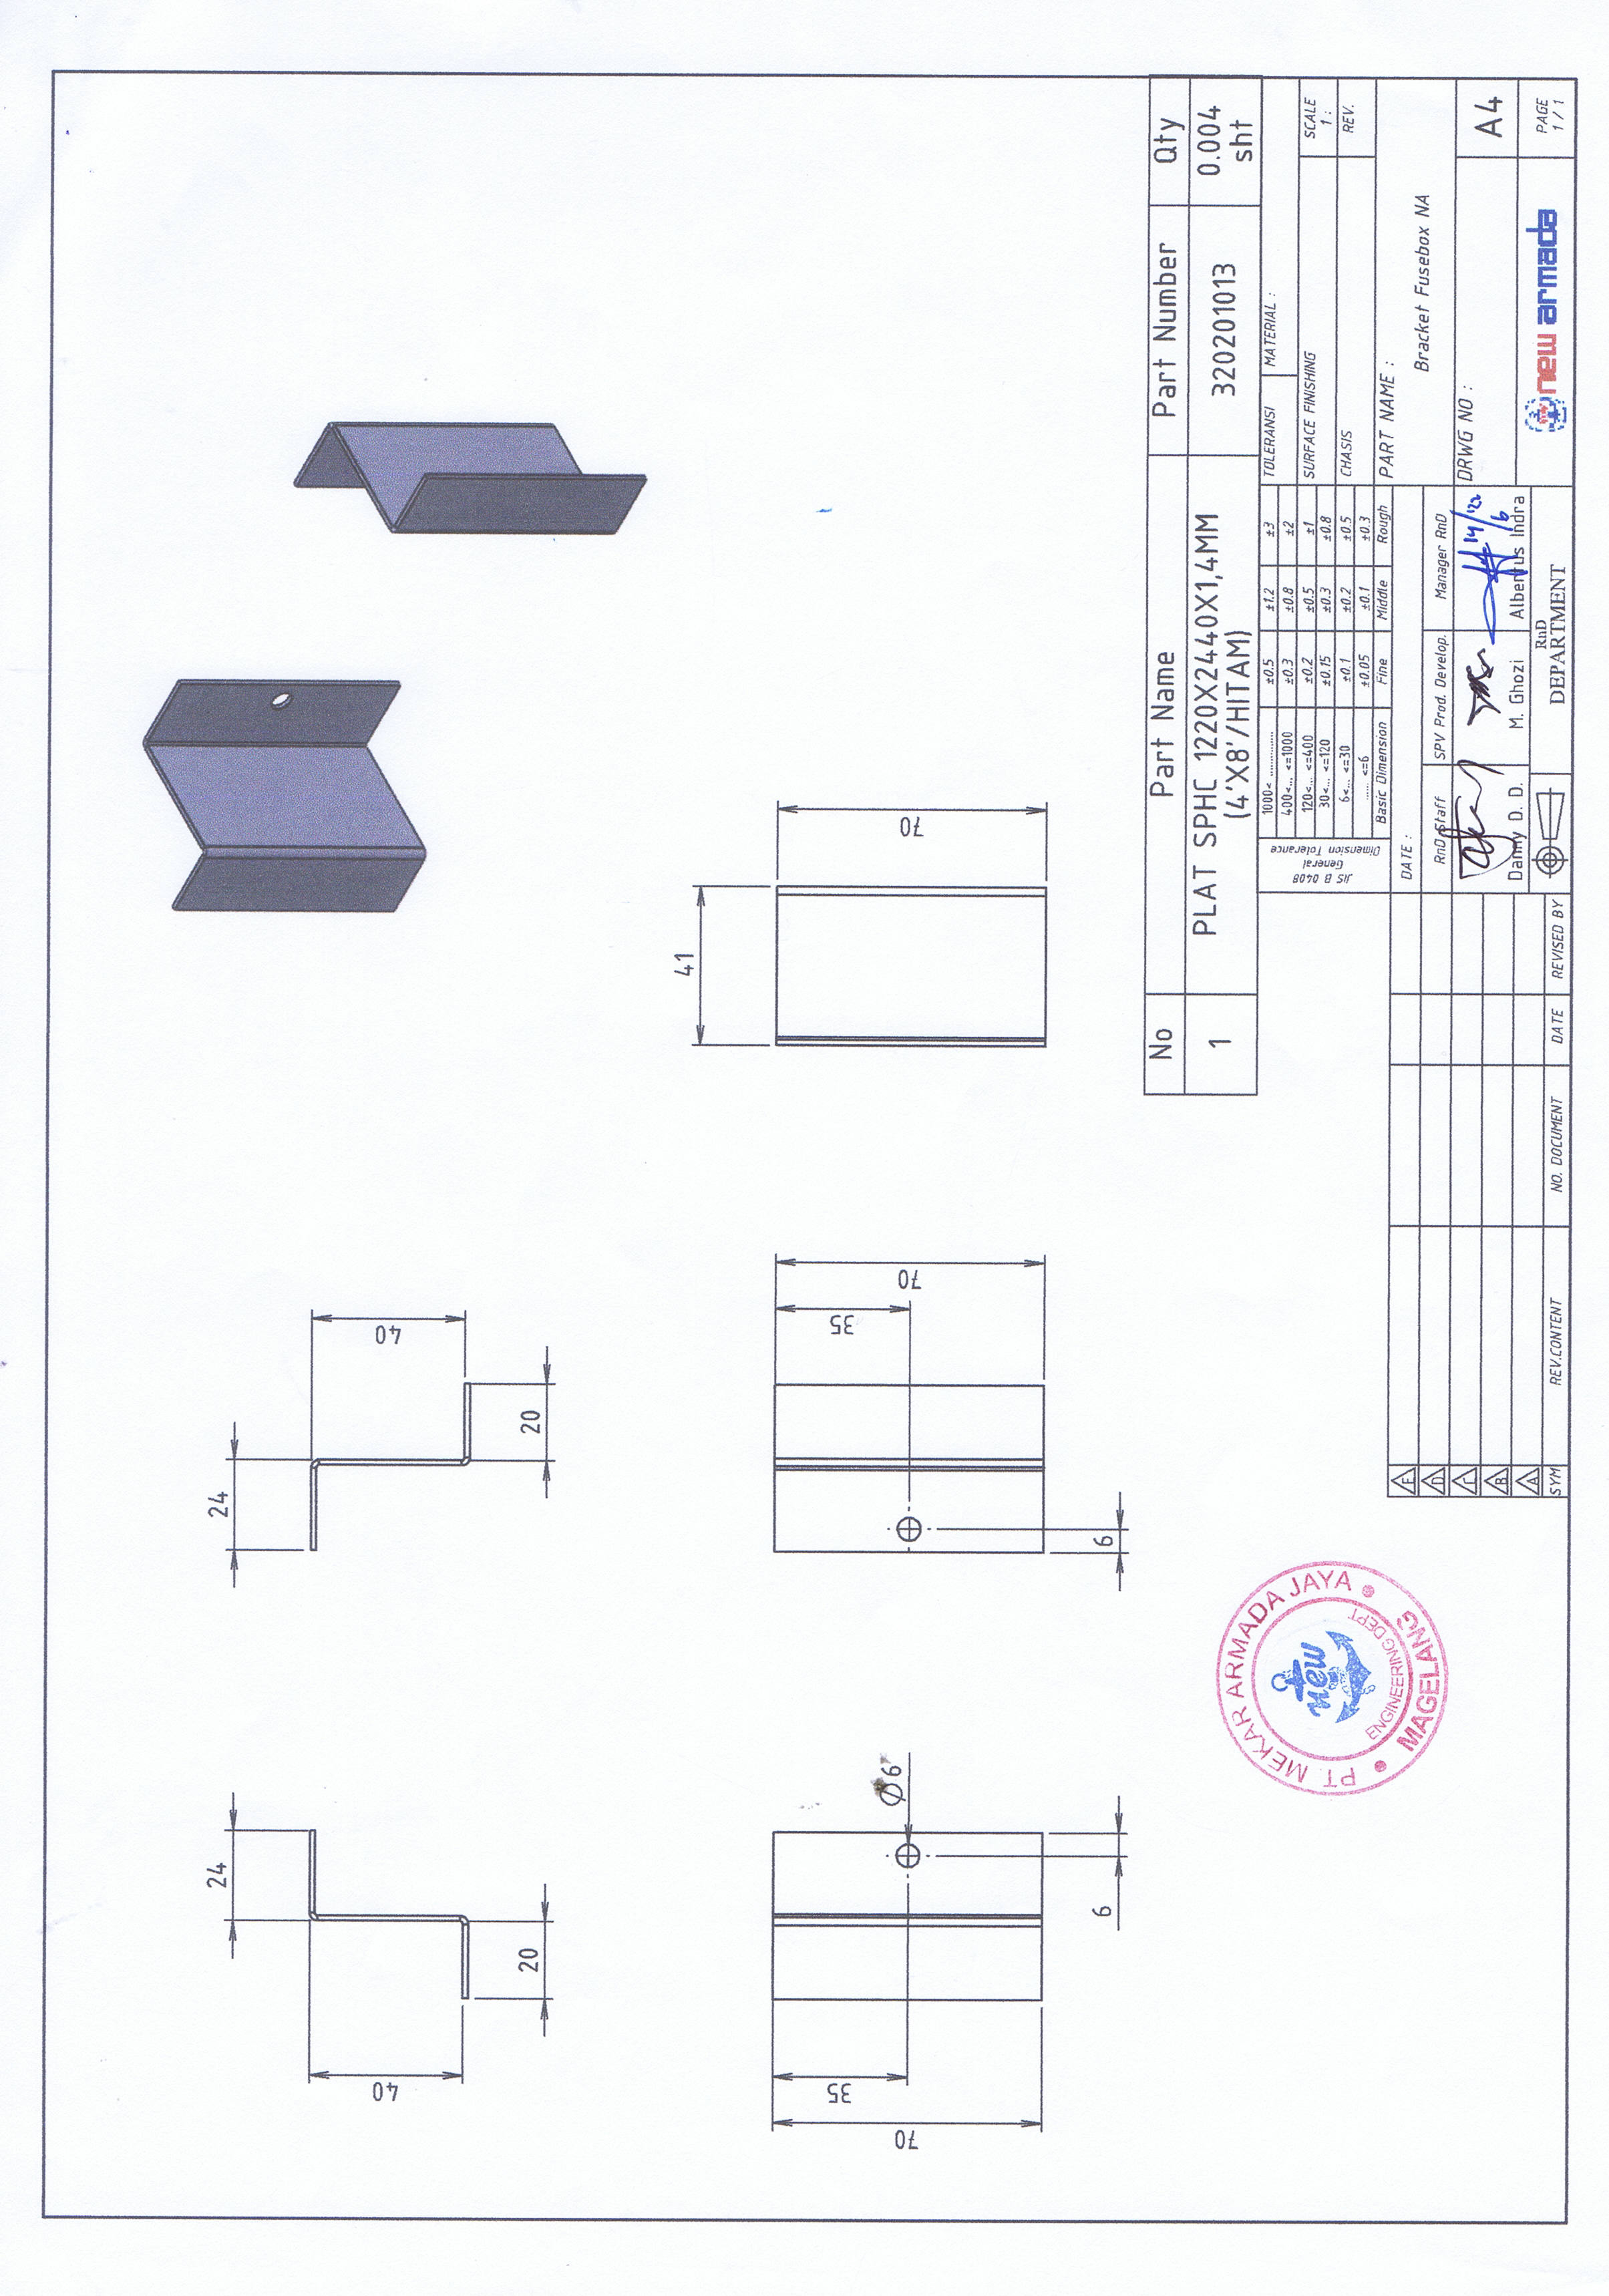 24
24
40
40
20
20
41
35
70
Ø6
6
35
70
6
70
No Part Name Part Number Qty
1 PLAT SPHC 1220X2440X1,4MM (4'X8'/HITAM) 320201013 0.004 sht
PT. MEKAR ARMADA JAYA
new
ENGINEERING DEPT
MAGELANG
JIS B 0408
General
Dimension Tolerance
1000< ............... ±0.5 ±1.2 ±3
400<... <=1000 ±0.3 ±0.8 ±2
120<... <=400 ±0.2 ±0.5 ±1
30<... <=120 ±0.15 ±0.3 ±0.8
6<... <=30 ±0.1 ±0.2 ±0.5
...... <=6 ±0.05 ±0.1 ±0.3
Basic Dimension Fine Middle Rough
TOLERANSI MATERIAL :
SURFACE FINISHING SCALE
1 :
CHASIS REV.
PART NAME :
Bracket Fusebox NA
DATE :
RnD Staff SPV Prod. Develop. Manager RnD
14/6 '22
Danny D. D. M. Ghozi Albertus Indra
DRWG NO :
A4
RnD
DEPARTMENT
new armada
PAGE
1 / 1
E
D
C
B
A
SYM REV.CONTENT NO. DOCUMENT DATE REVISED BY